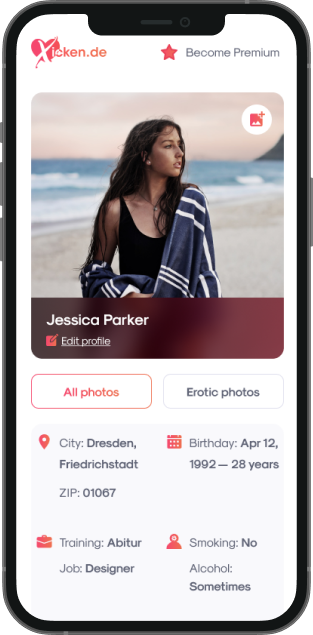 Xicken.de
Become Premium
Jessica Parker
Edit profile
All photos
Erotic photos
City: Dresden,
Friedrichstadt
ZIP: 01067
Birthday: Apr 12,
1992 — 28 years
Training: Abitur
Job: Designer
Smoking: No
Alcohol:
Sometimes